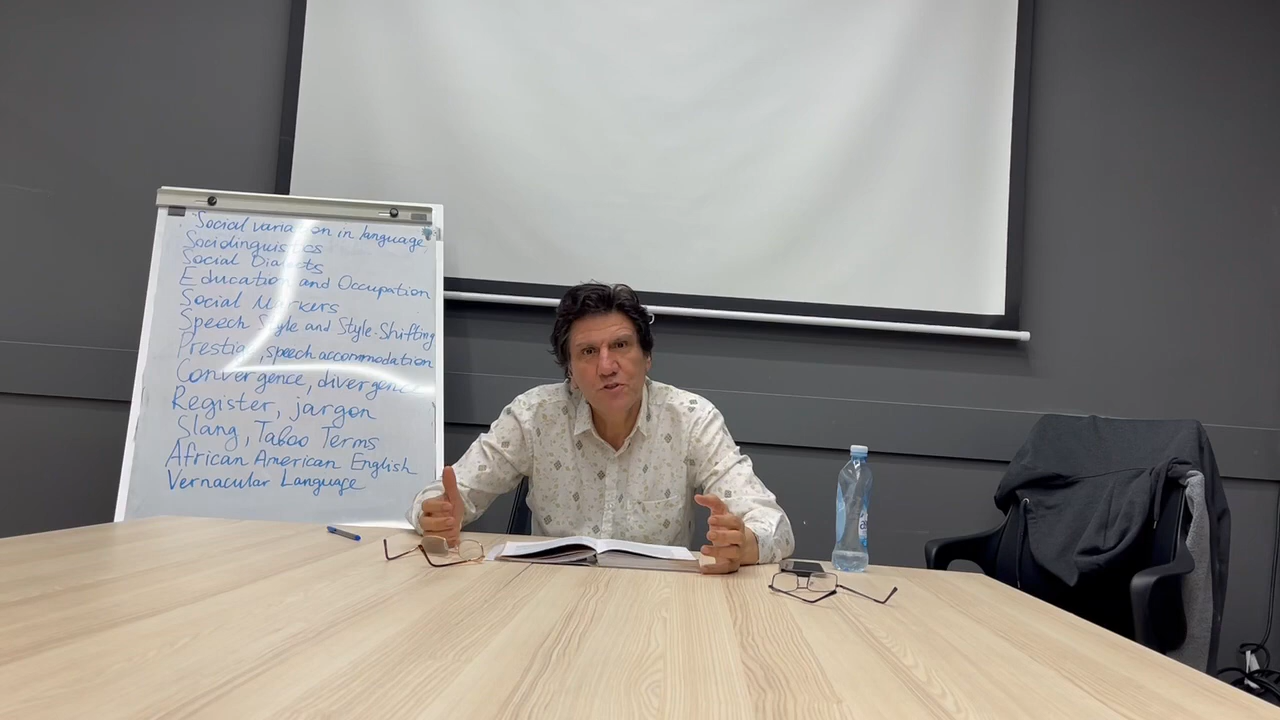 Social variation in language
Sociolinguistics
Social Dialects
Education and Occupation
Social Markers
Speech Style and Style-Shifting
Prestige, speech accommodation
Convergence, divergence
Register, jargon
Slang, Taboo Terms
African American English
Vernacular Language